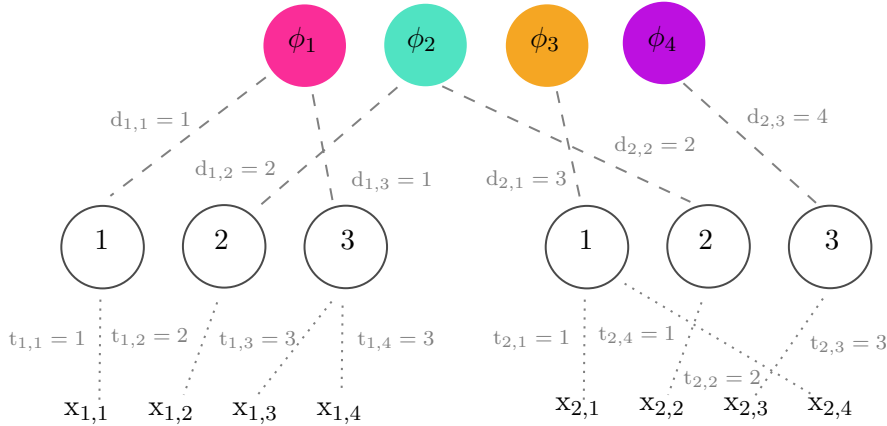 ϕ₁ ϕ₂ ϕ₃ ϕ₄
d₁,₁ = 1
d₂,₃ = 4
d₂,₂ = 2
d₁,₂ = 2
d₁,₃ = 1
d₂,₁ = 3
1 2 3 1 2 3
t₁,₁ = 1 t₁,₂ = 2 t₁,₃ = 3 t₁,₄ = 3 t₂,₁ = 1 t₂,₄ = 1 t₂,₃ = 3
t₂,₂ = 2
x₁,₁ x₁,₂ x₁,₃ x₁,₄ x₂,₁ x₂,₂ x₂,₃ x₂,₄